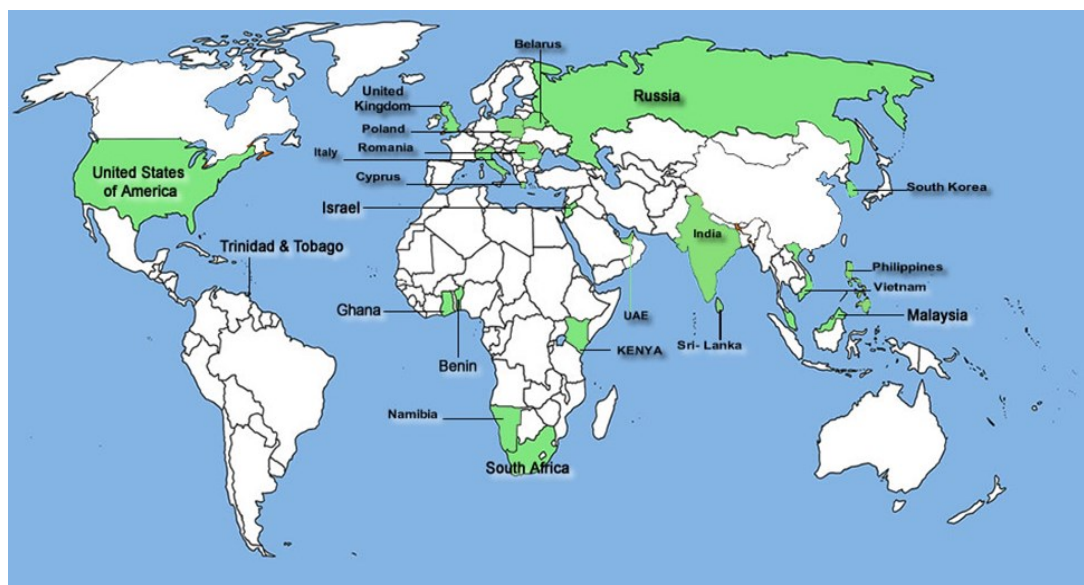 Belarus
United
Kingdom
Russia
Poland
Romania
Italy
Cyprus
United States
of America
Israel
South Korea
India
Trinidad & Tobago
Philippines
Vietnam
Ghana
UAE
Malaysia
Sri- Lanka
KENYA
Benin
Namibia
South Africa